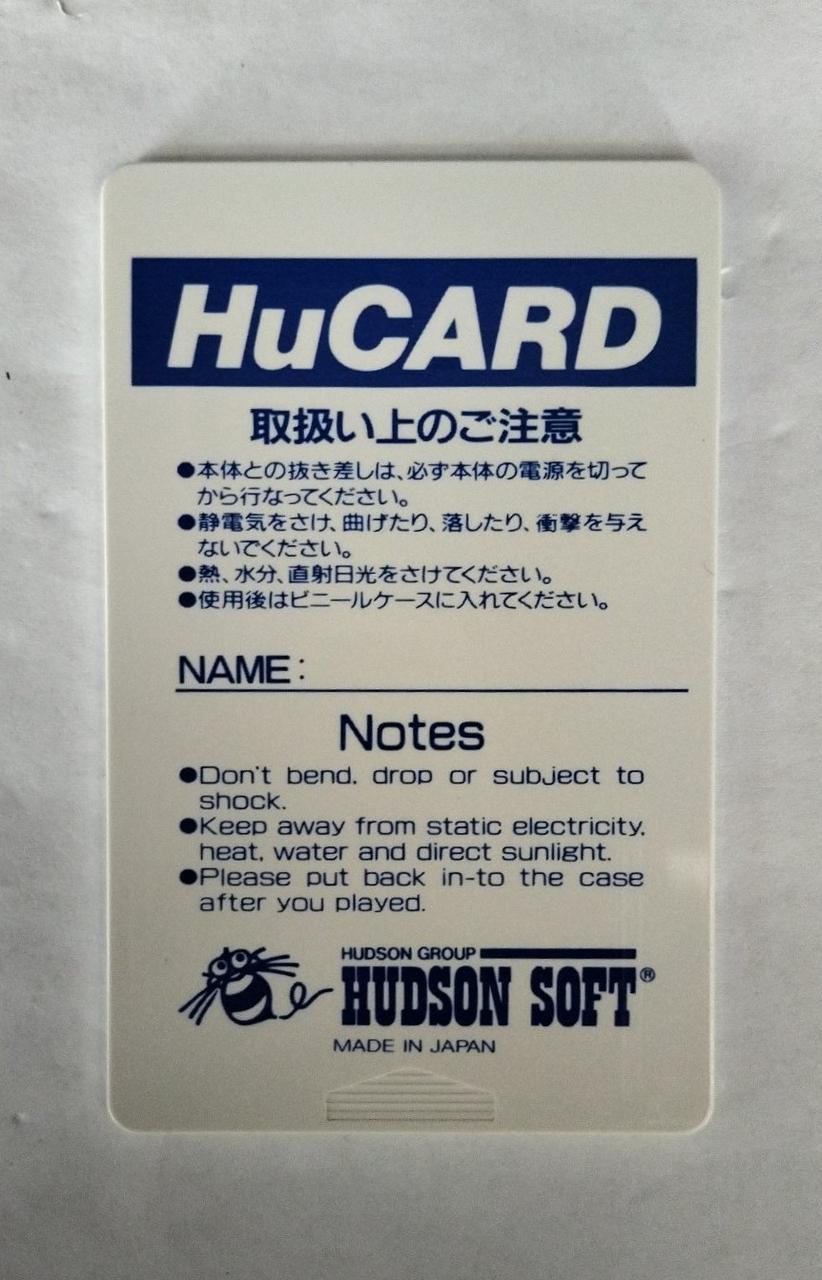 HuCARD
取扱い上のご注意
●本体との抜き差しは、必ず本体の電源を切って
から行なってください。
●静電気をさけ、曲げたり、落したり、衝撃を与え
ないでください。
●熱、水分、直射日光をさけてください。
●使用後はビニールケースに入れてください。
NAME:
Notes
●Don't bend, drop or subject to
shock.
●Keep away from static electricity,
heat, water and direct sunlight.
●Please put back in-to the case
after you played.
HUDSON GROUP
HUDSON SOFT®
MADE IN JAPAN